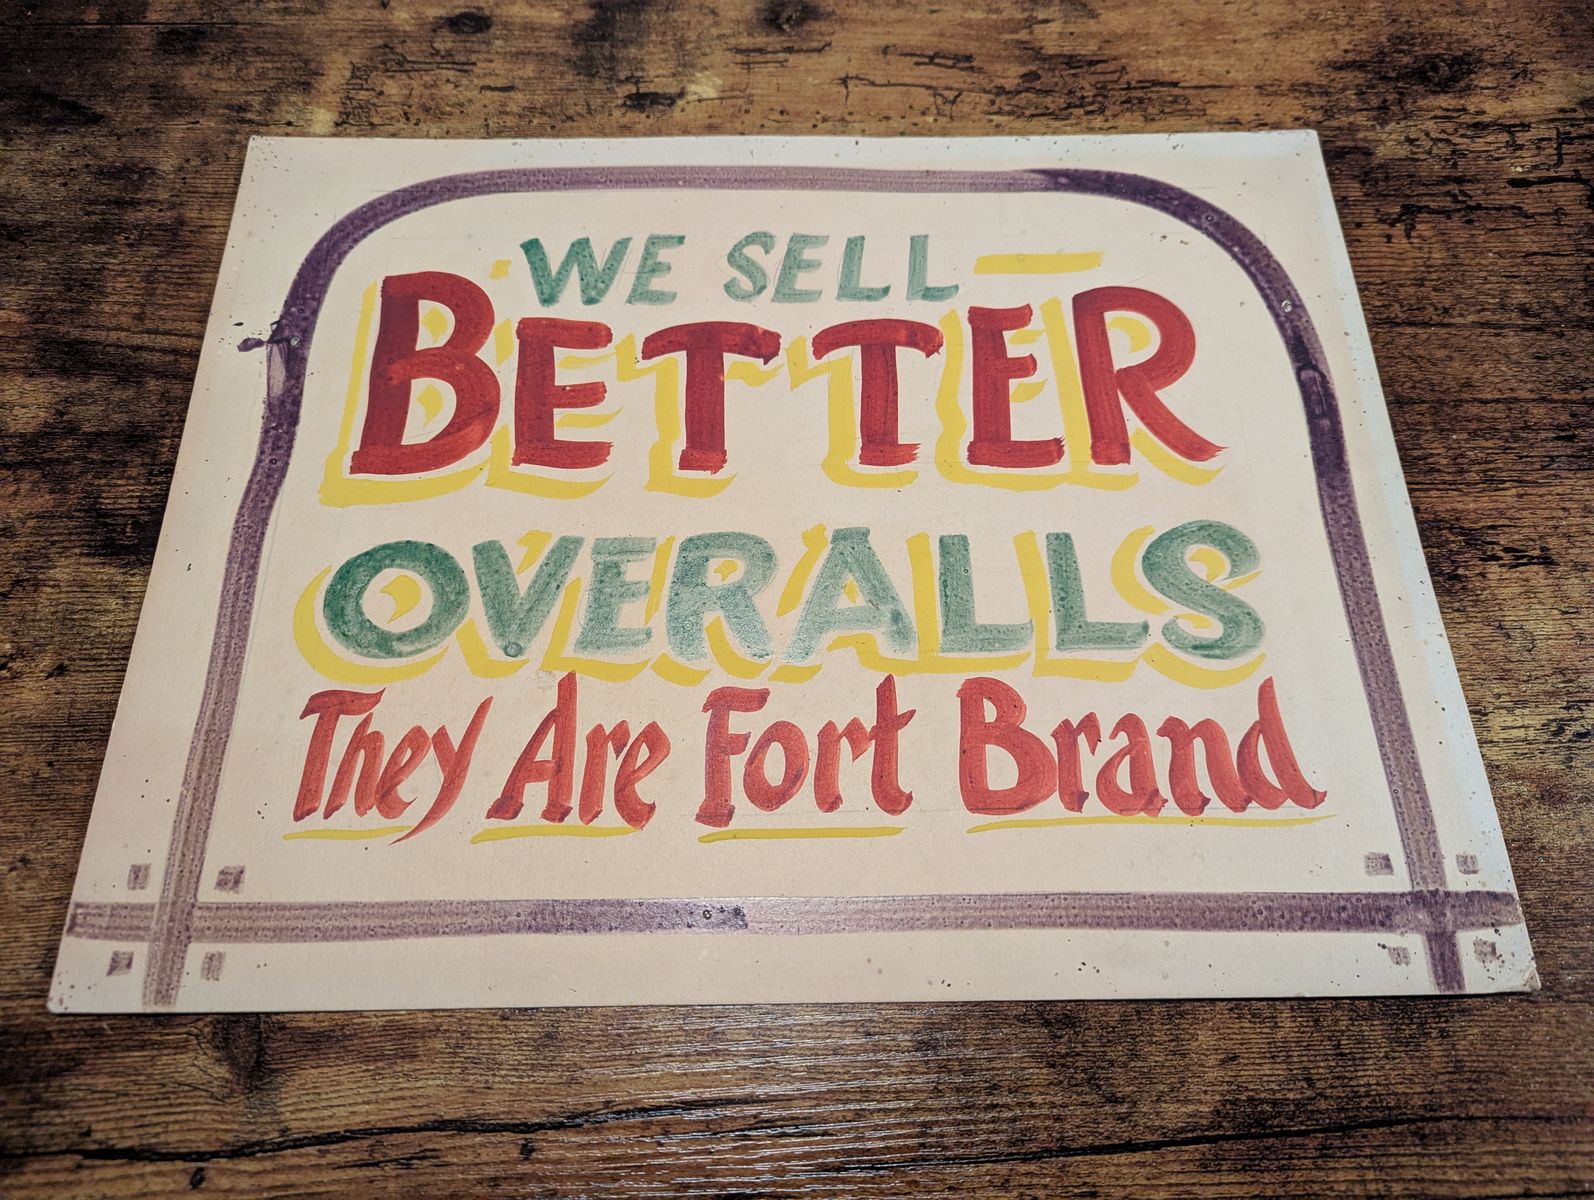 WE SELL
BETTER
OVERALLS
They Are Fort Brand